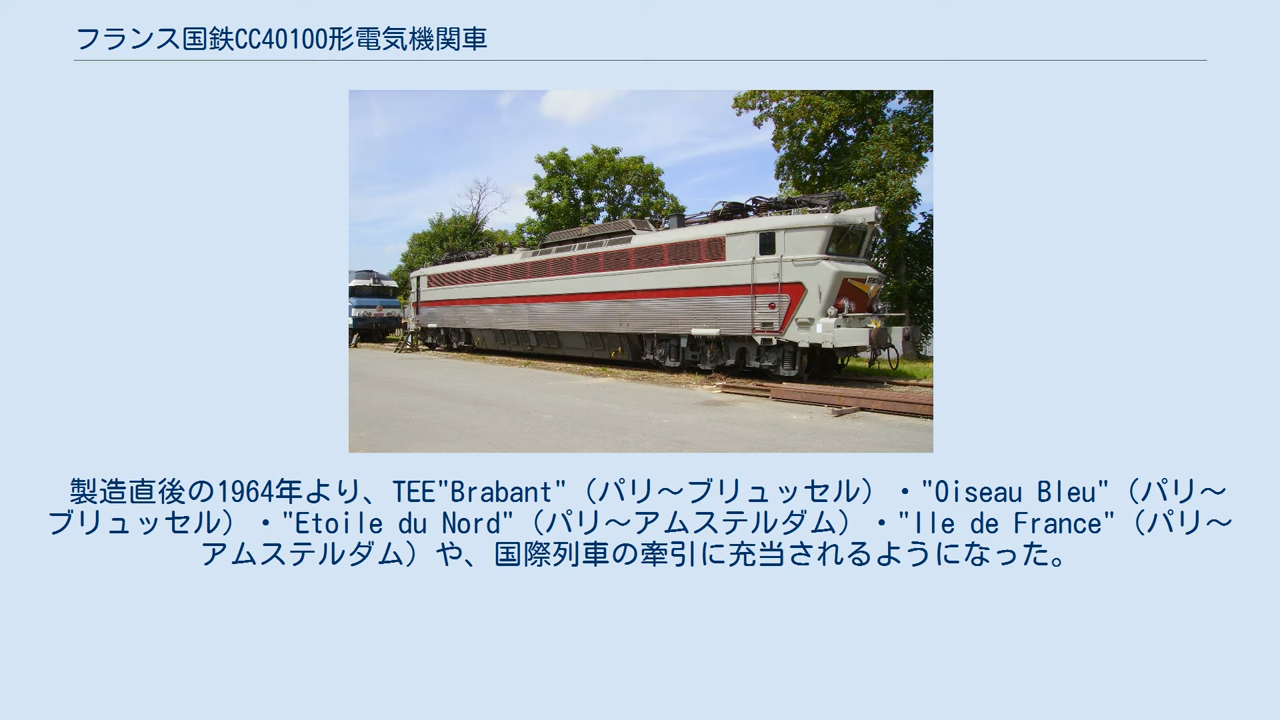 フランス国鉄CC40100形電気機関車
製造直後の1964年より、TEE"Brabant"（パリ～ブリュッセル）・"Oiseau Bleu"（パリ～
ブリュッセル）・"Etoile du Nord"（パリ～アムステルダム）・"Ile de France"（パリ～
アムステルダム）や、国際列車の牽引に充当されるようになった。